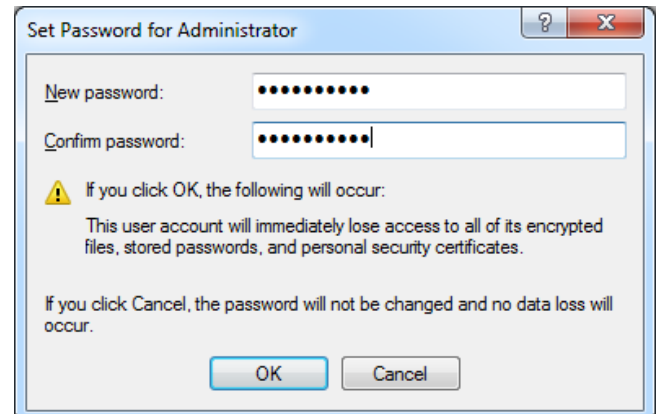 Set Password for Administrator
New password:
••••••••••
Confirm password:
••••••••••
If you click OK, the following will occur:
This user account will immediately lose access to all of its encrypted
files, stored passwords, and personal security certificates.
If you click Cancel, the password will not be changed and no data loss will
occur.
OK
Cancel